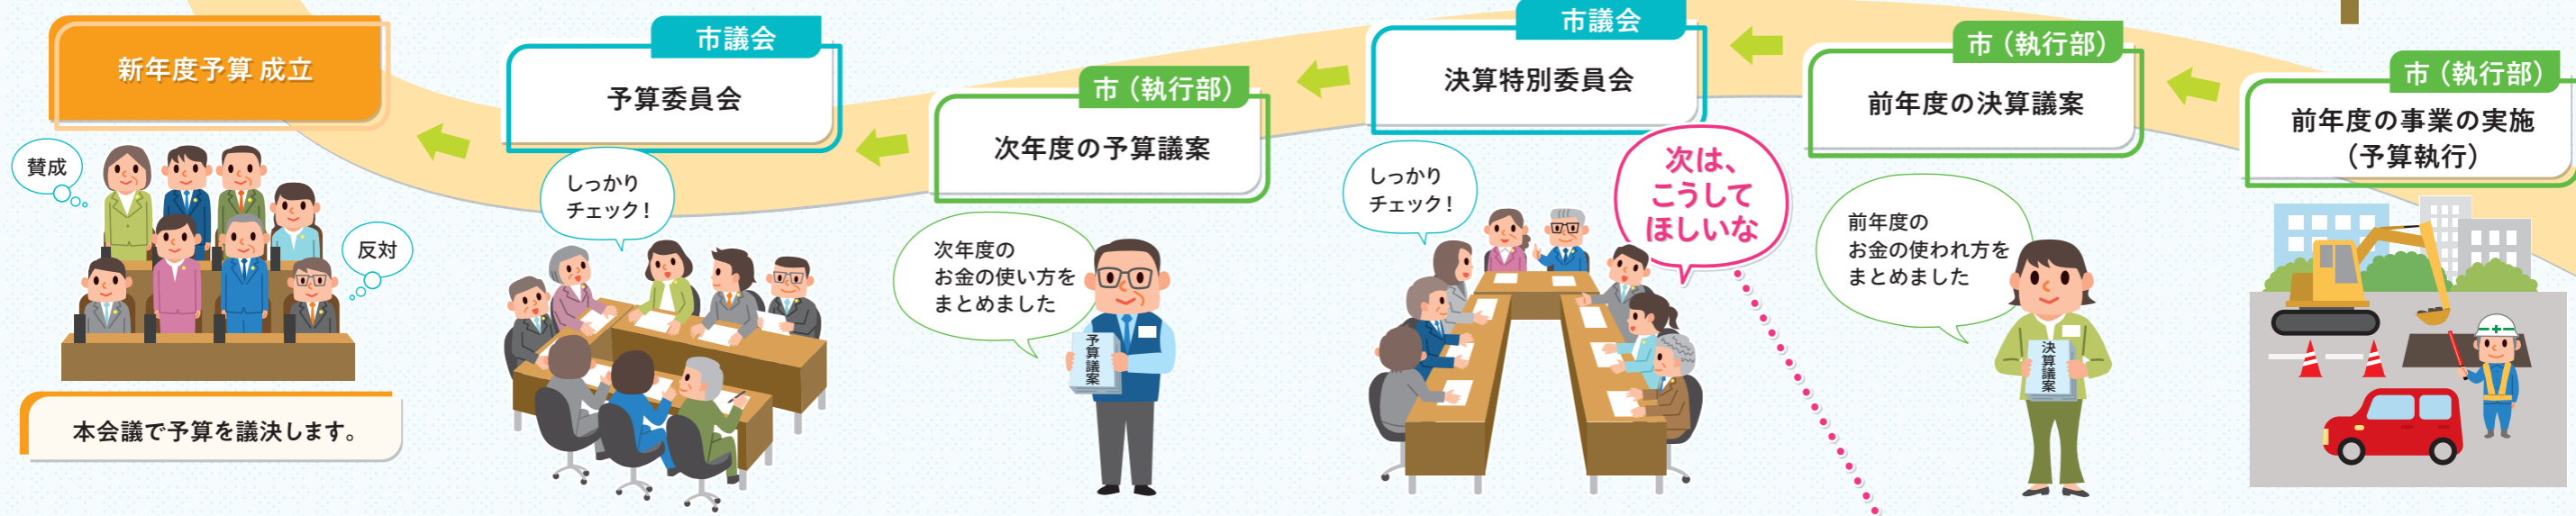 市（執行部）
前年度の事業の実施
（予算執行）
市（執行部）
前年度の決算議案
前年度の
お金の使われ方を
まとめました
決算議案
市議会
決算特別委員会
しっかり
チェック！
次は、
こうして
ほしいな
市（執行部）
次年度の予算議案
次年度の
お金の使い方を
まとめました
予算議案
市議会
予算委員会
しっかり
チェック！
新年度予算 成立
賛成
反対
本会議で予算を議決します。